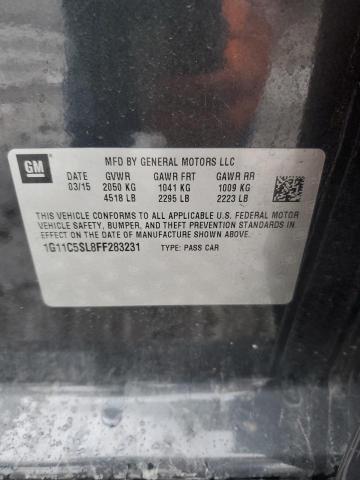 GM
MFD BY GENERAL MOTORS LLC
DATE GVWR GAWR FRT GAWR RR
03/15 2050 KG 1041 KG 1009 KG
4518 LB 2295 LB 2223 LB
THIS VEHICLE CONFORMS TO ALL APPLICABLE U.S. FEDERAL MOTOR
VEHICLE SAFETY, BUMPER, AND THEFT PREVENTION STANDARDS
IN EFFECT ON THE DATE OF MANUFACTURE SHOWN ABOVE.
1G11C5SL8FF283231 TYPE: PASS CAR